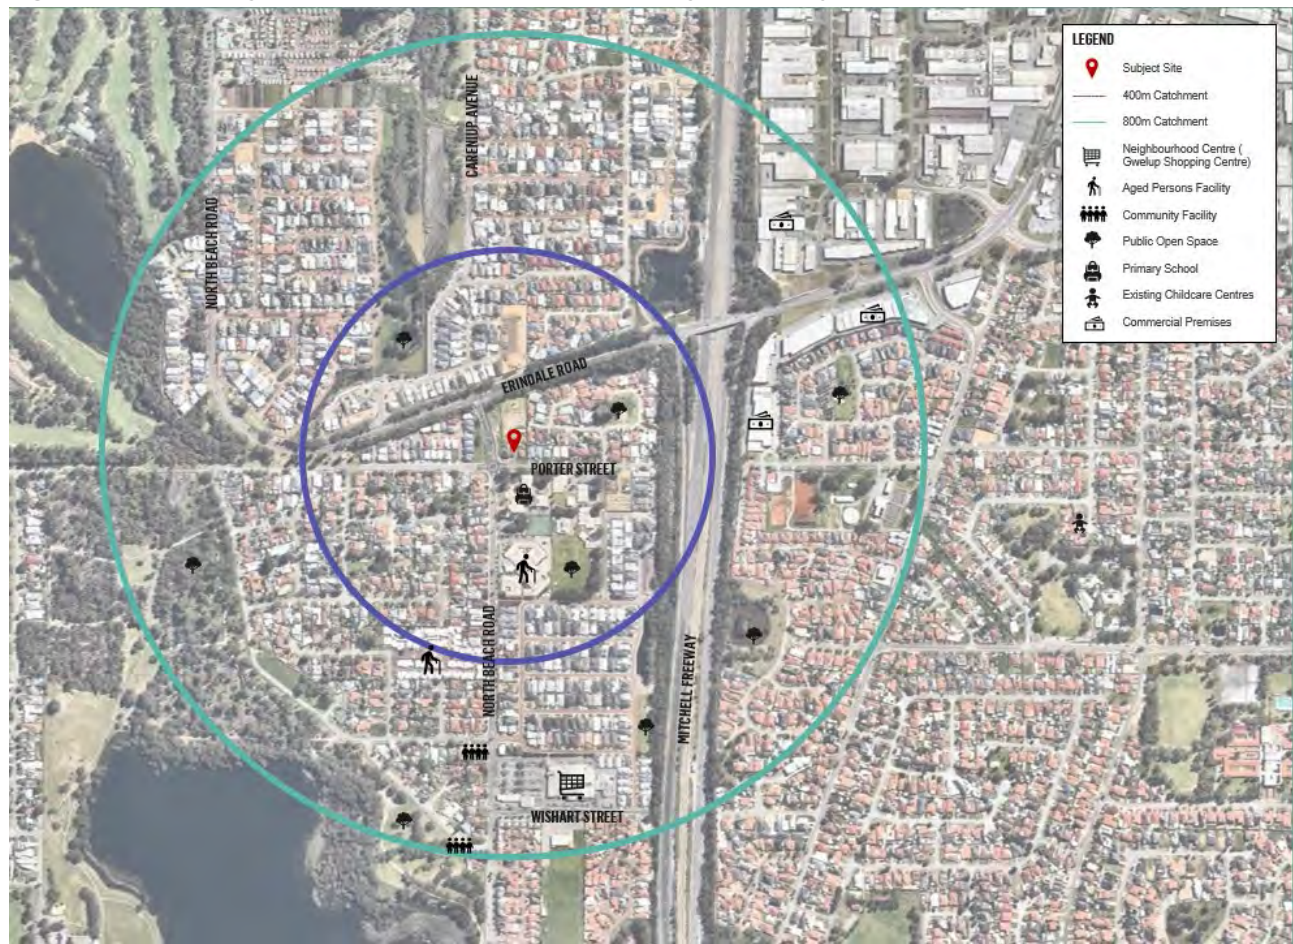 LEGEND
Subject Site
400m Catchment
800m Catchment
Neighbourhood Centre (
Gwelup Shopping Centre)
Aged Persons Facility
Community Facility
Public Open Space
Primary School
Existing Childcare Centres
Commercial Premises
CARENIUP AVENUE
NORTH BEACH ROAD
ERINDALE ROAD
PORTER STREET
NORTH BEACH ROAD
MITCHELL FREEWAY
WISHART STREET